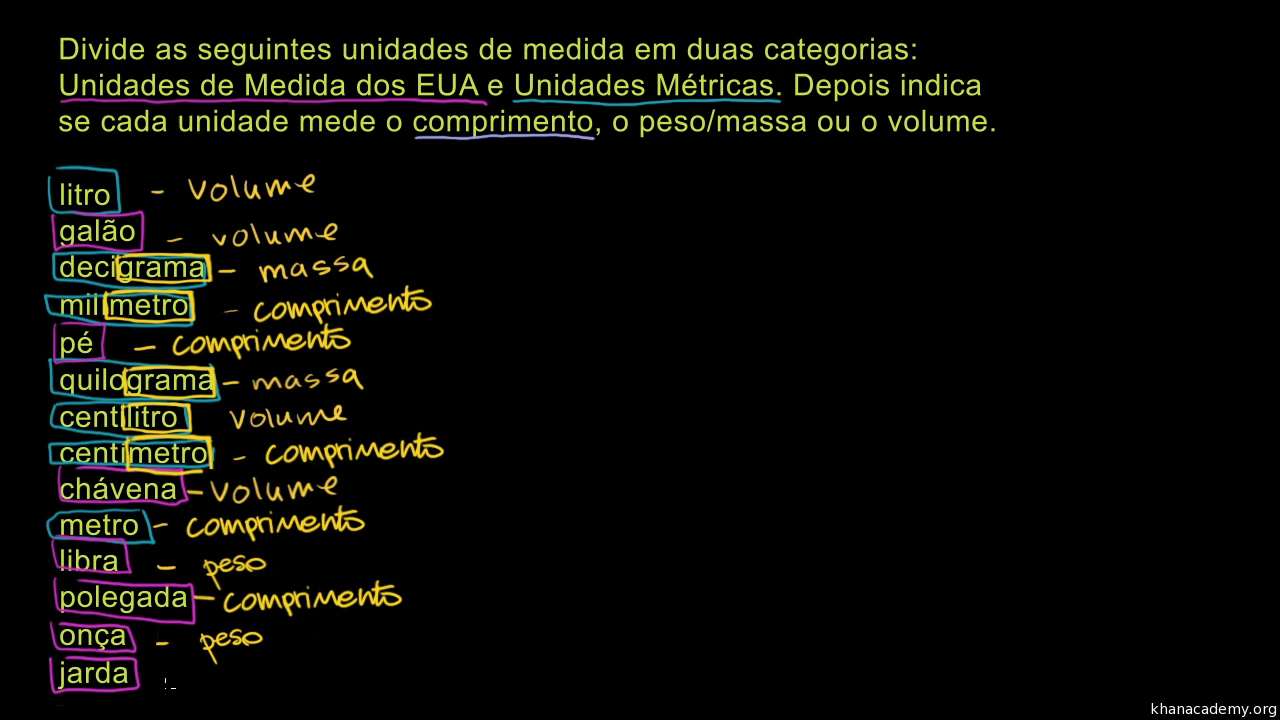 Divide as seguintes unidades de medida em duas categorias:
Unidades de Medida dos EUA e Unidades Métricas. Depois indica
se cada unidade mede o comprimento, o peso/massa ou o volume.
litro - volume
galão - volume
decigrama - massa
milímetro - comprimento
pé - comprimento
quilograma - massa
centilitro volume
centímetro - comprimento
chávena - volume
metro - comprimento
libra - peso
polegada - comprimento
onça - peso
jarda
khanacademy.org